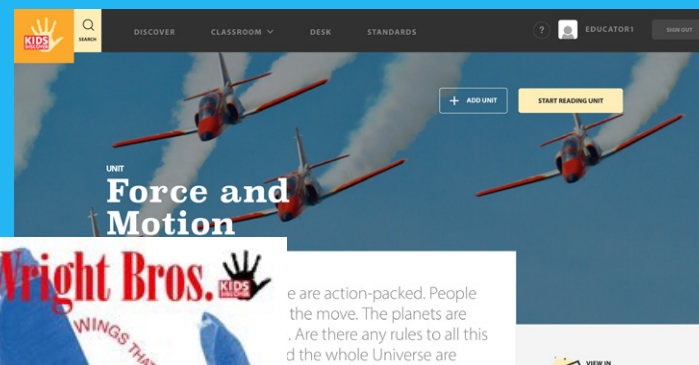 KIDS
DISCOVER
SEARCH
DISCOVER
CLASSROOM
DESK
STANDARDS
?
EDUCATOR1
SIGN OUT
+ ADD UNIT
START READING UNIT
UNIT
Force and
Motion
Wright Bros.
KIDS
DISCOVER
WINGS THAT
e are action-packed. People
the move. The planets are
. Are there any rules to all this
d the whole Universe are
VIEW IN